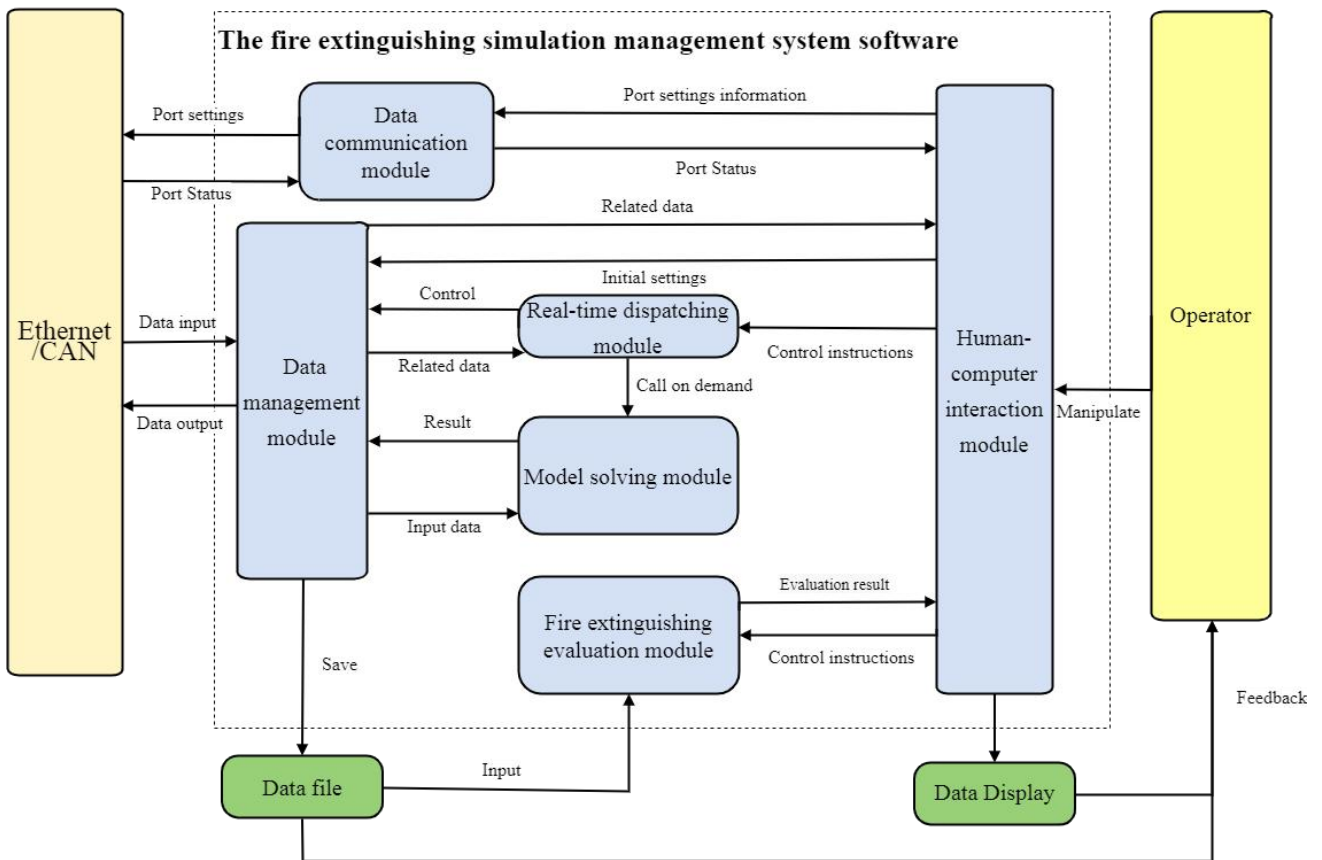 The fire extinguishing simulation management system software
Port settings
Data
communication
module
Port settings information
Port Status
Port Status
Related data
Initial settings
Control
Real-time dispatching
module
Control instructions
Ethernet
/CAN
Data input
Data output
Data
management
module
Related data
Call on demand
Result
Model solving module
Input data
Human-
computer
interaction
module
Operator
Manipulate
Fire extinguishing
evaluation module
Evaluation result
Control instructions
Save
Feedback
Data file
Input
Data Display